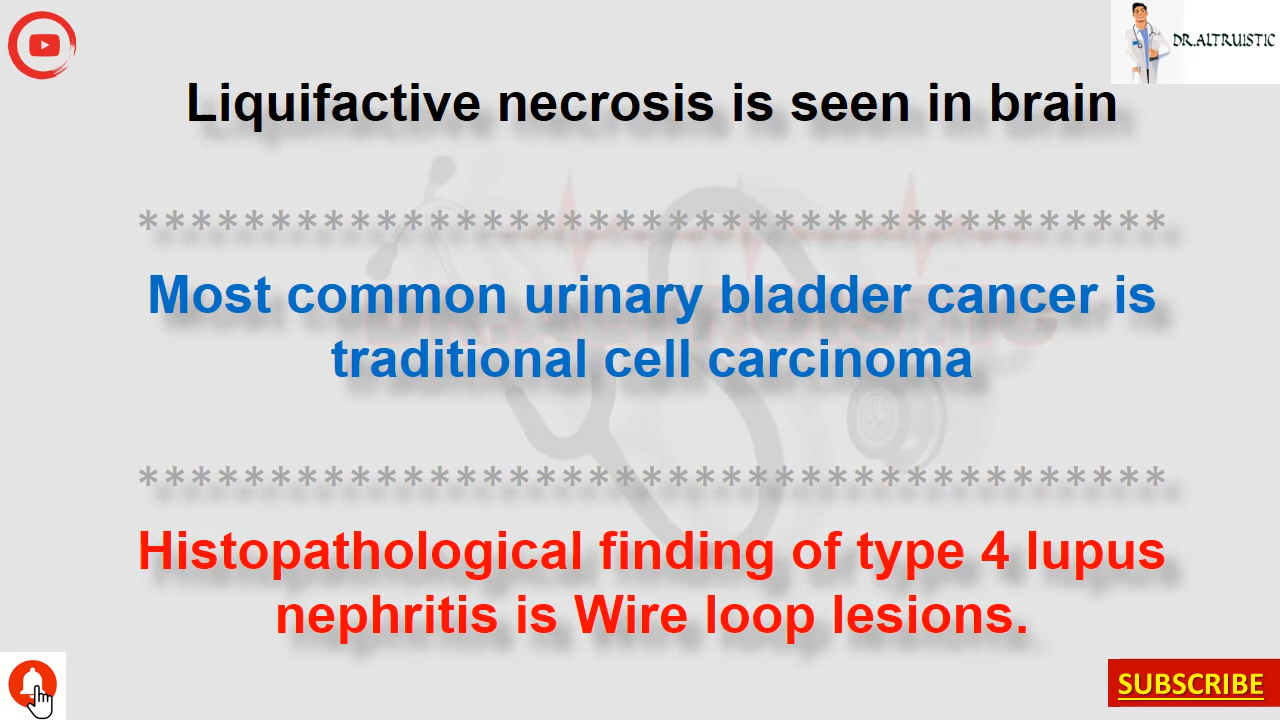 DR.ALTRUISTIC
Liquifactive necrosis is seen in brain
***************************************
Most common urinary bladder cancer is
traditional cell carcinoma
***************************************
Histopathological finding of type 4 lupus
nephritis is Wire loop lesions.
SUBSCRIBE